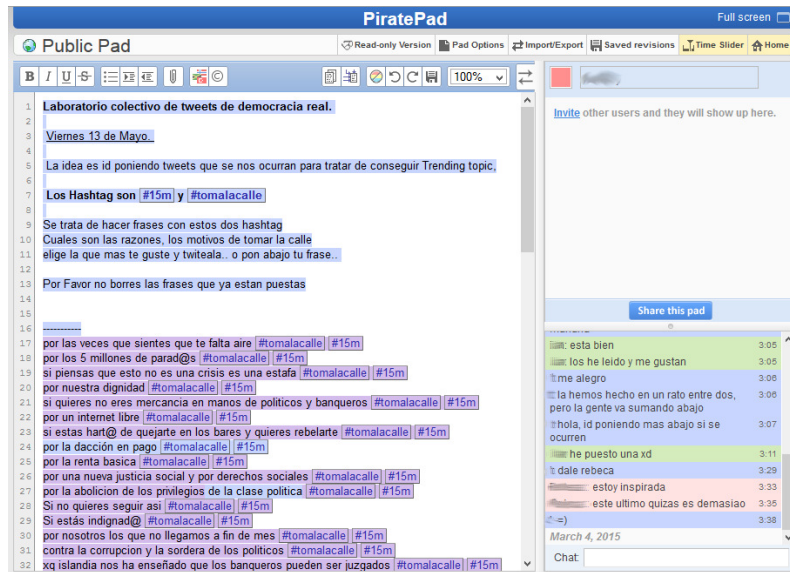 PiratePad
Full screen
Public Pad
Read-only Version Pad Options Import/Export Saved revisions Time Slider Home
B I U S 100%
1 Laboratorio colectivo de tweets de democracia real.
2
3 Viernes 13 de Mayo.
4
5 La idea es id poniendo tweets que se nos ocurran para tratar de conseguir Trending topic,
6
7 Los Hashtag son #15m y #tomalacalle
8
9 Se trata de hacer frases con estos dos hashtag
10 Cuales son las razones, los motivos de tomar la calle
11 elige la que mas te guste y twiteala.. o pon abajo tu frase..
12
13 Por Favor no borres las frases que ya estan puestas
14
15
16 -----------
17 por las veces que sientes que te falta aire #tomalacalle #15m
18 por los 5 millones de parad@s #tomalacalle #15m
19 si piensas que esto no es una crisis es una estafa #tomalacalle #15m
20 por nuestra dignidad #tomalacalle #15m
21 si quieres no eres mercancia en manos de politicos y banqueros #tomalacalle #15m
22 por un internet libre #tomalacalle #15m
23 si estas hart@ de quejarte en los bares y quieres rebelarte #tomalacalle #15m
24 por la dacción en pago #tomalacalle #15m
25 por la renta basica #tomalacalle #15m
26 por una nueva justicia social y por derechos sociales #tomalacalle #15m
27 por la abolicion de los privilegios de la clase politica #tomalacalle #15m
28 Si no quieres seguir asi #tomalacalle #15m
29 Si estás indignad@ #tomalacalle #15m
30 por nosotros los que no llegamos a fin de mes #tomalacalle #15m
31 contra la corrupcion y la sordera de los politicos #tomalacalle #15m
32 xq islandia nos ha enseñado que los banqueros pueden ser juzgados #tomalacalle #15m
Invite other users and they will show up here.
Share this pad
: esta bien 3:05
: los he leido y me gustan 3:05
:me alegro 3:06
la hemos hecho en un rato entre dos, 3:06
pero la gente va sumando abajo
hola, id poniendo mas abajo si se 3:07
ocurren
he puesto una xd 3:11
dale rebeca 3:29
estoy inspirada 3:33
este ultimo quizas es demasiao 3:35
=) 3:38
March 4, 2015
Chat: